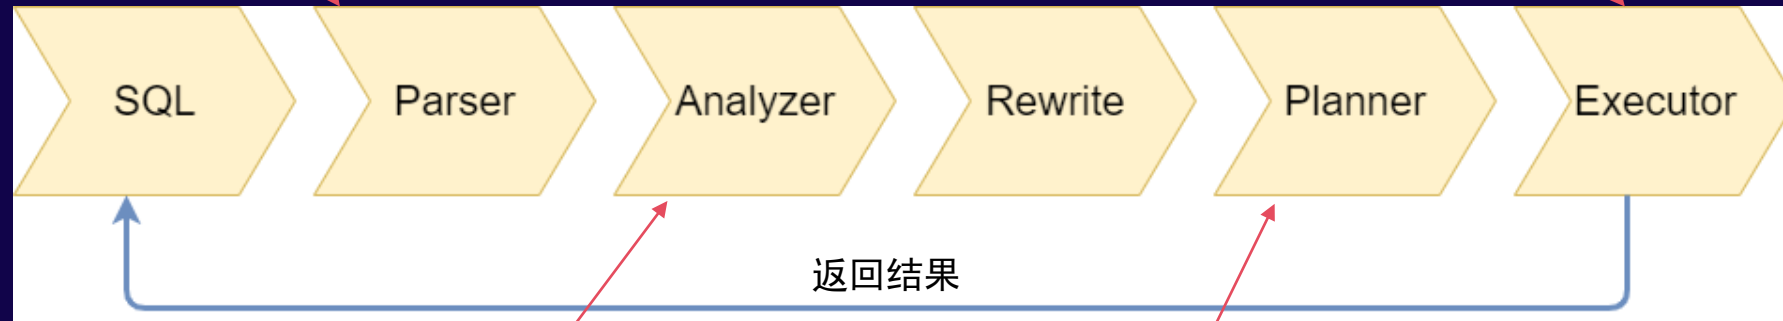 SQL
Parser
Analyzer
Rewrite
Planner
Executor
返回结果